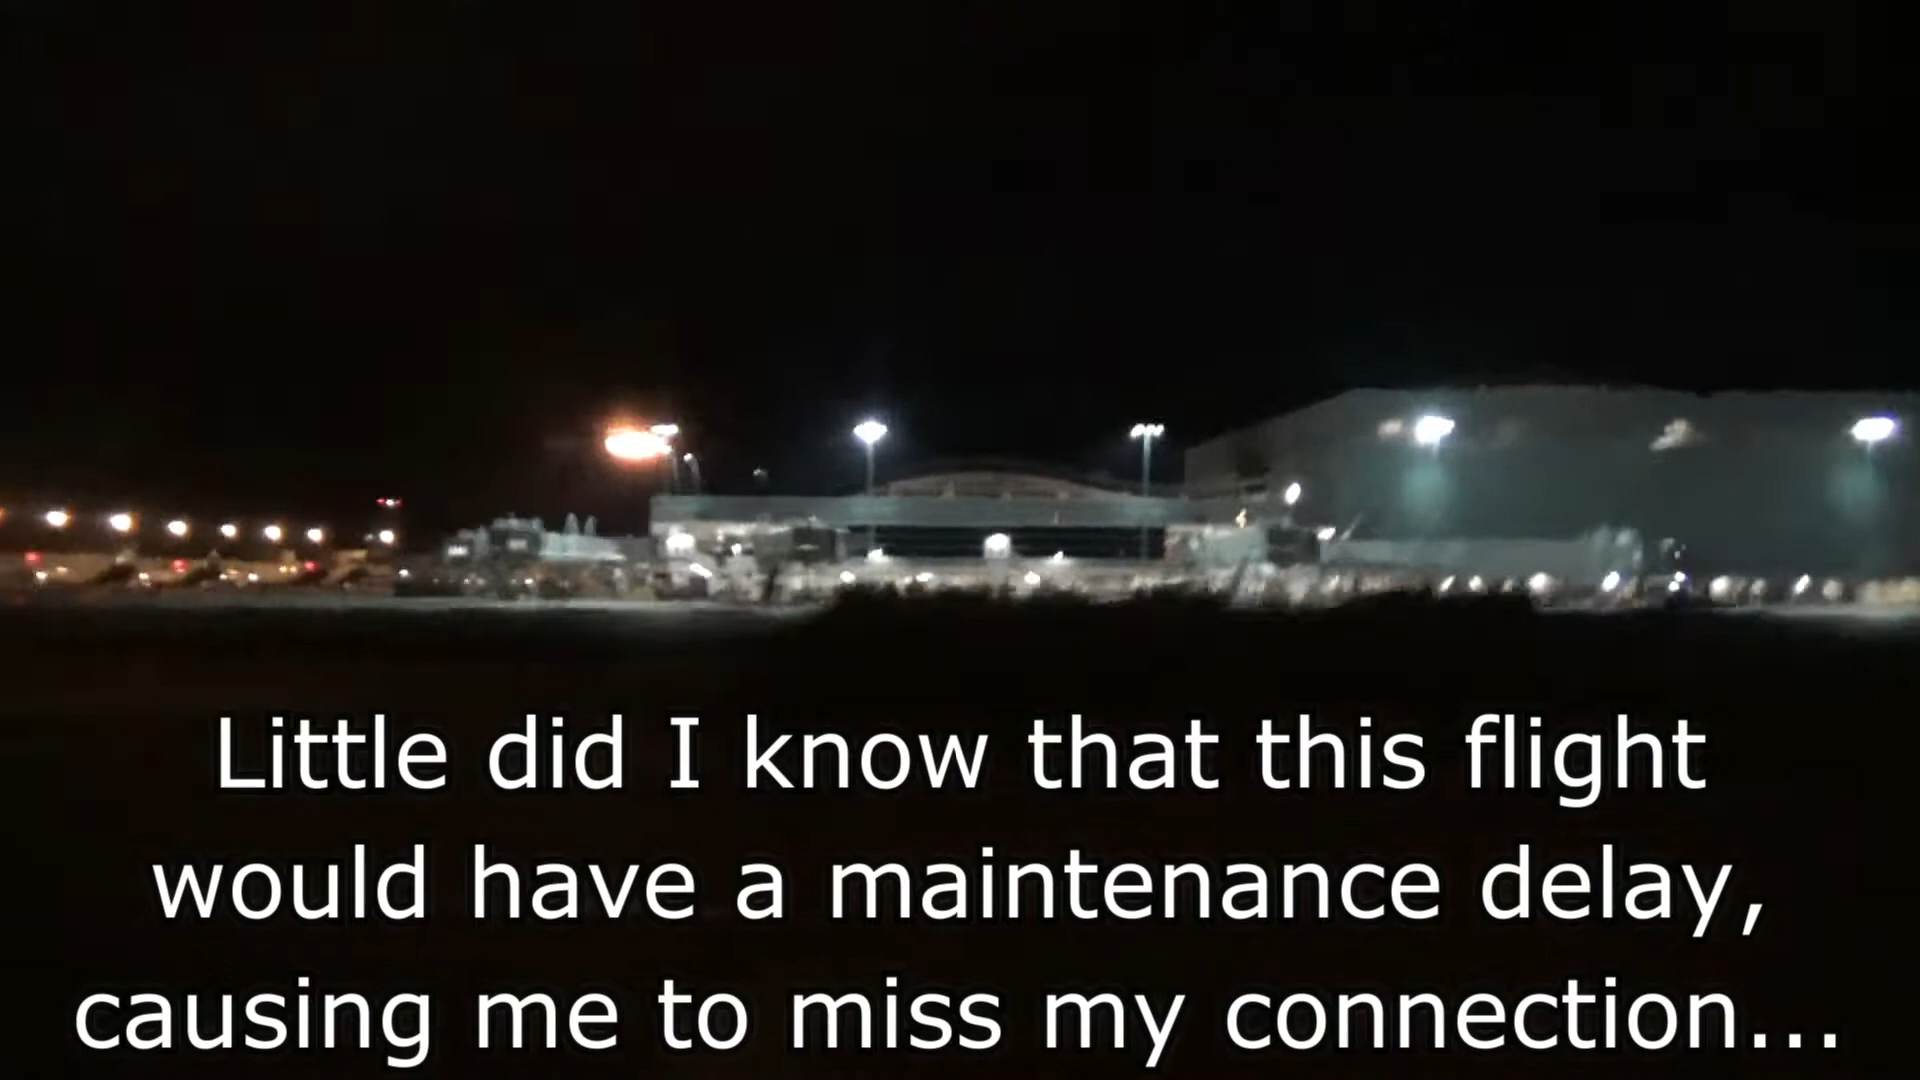 Little did I know that this flight
would have a maintenance delay,
causing me to miss my connection...